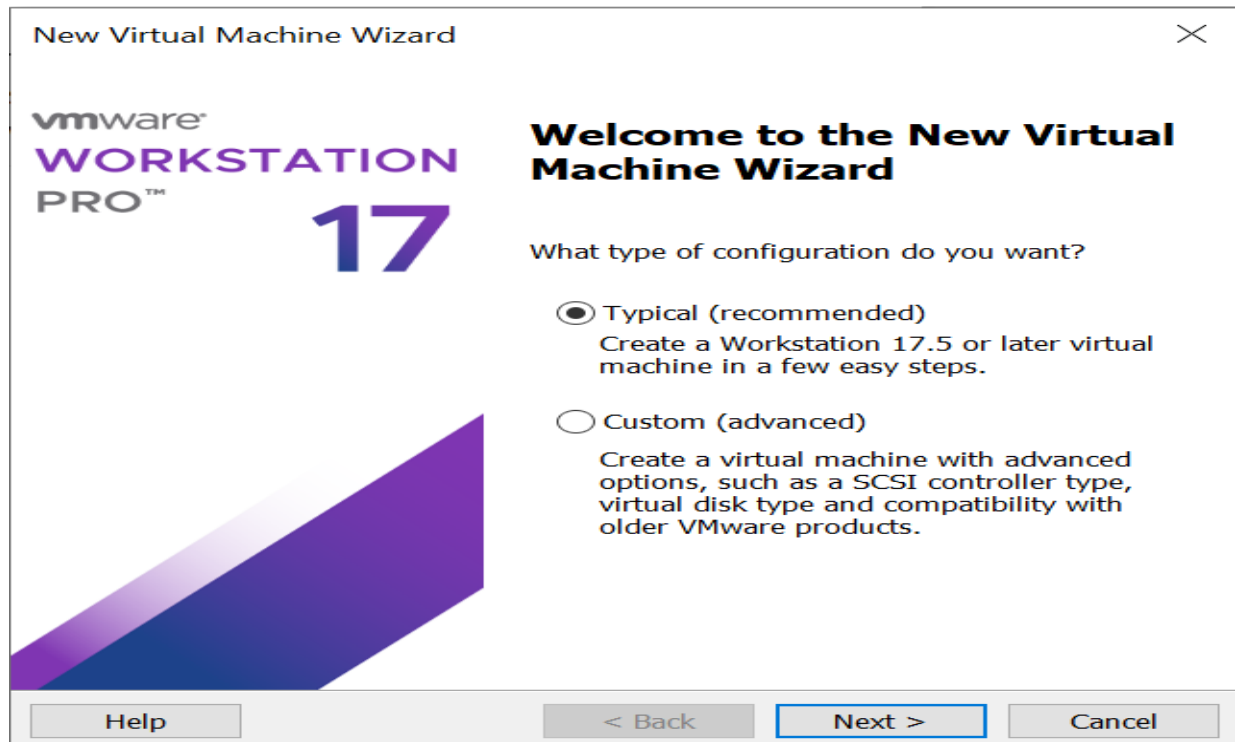 New Virtual Machine Wizard
vmware®
WORKSTATION
PRO™
17
Welcome to the New Virtual
Machine Wizard
What type of configuration do you want?
Typical (recommended)
Create a Workstation 17.5 or later virtual
machine in a few easy steps.
Custom (advanced)
Create a virtual machine with advanced
options, such as a SCSI controller type,
virtual disk type and compatibility with
older VMware products.
Help
< Back
Next >
Cancel